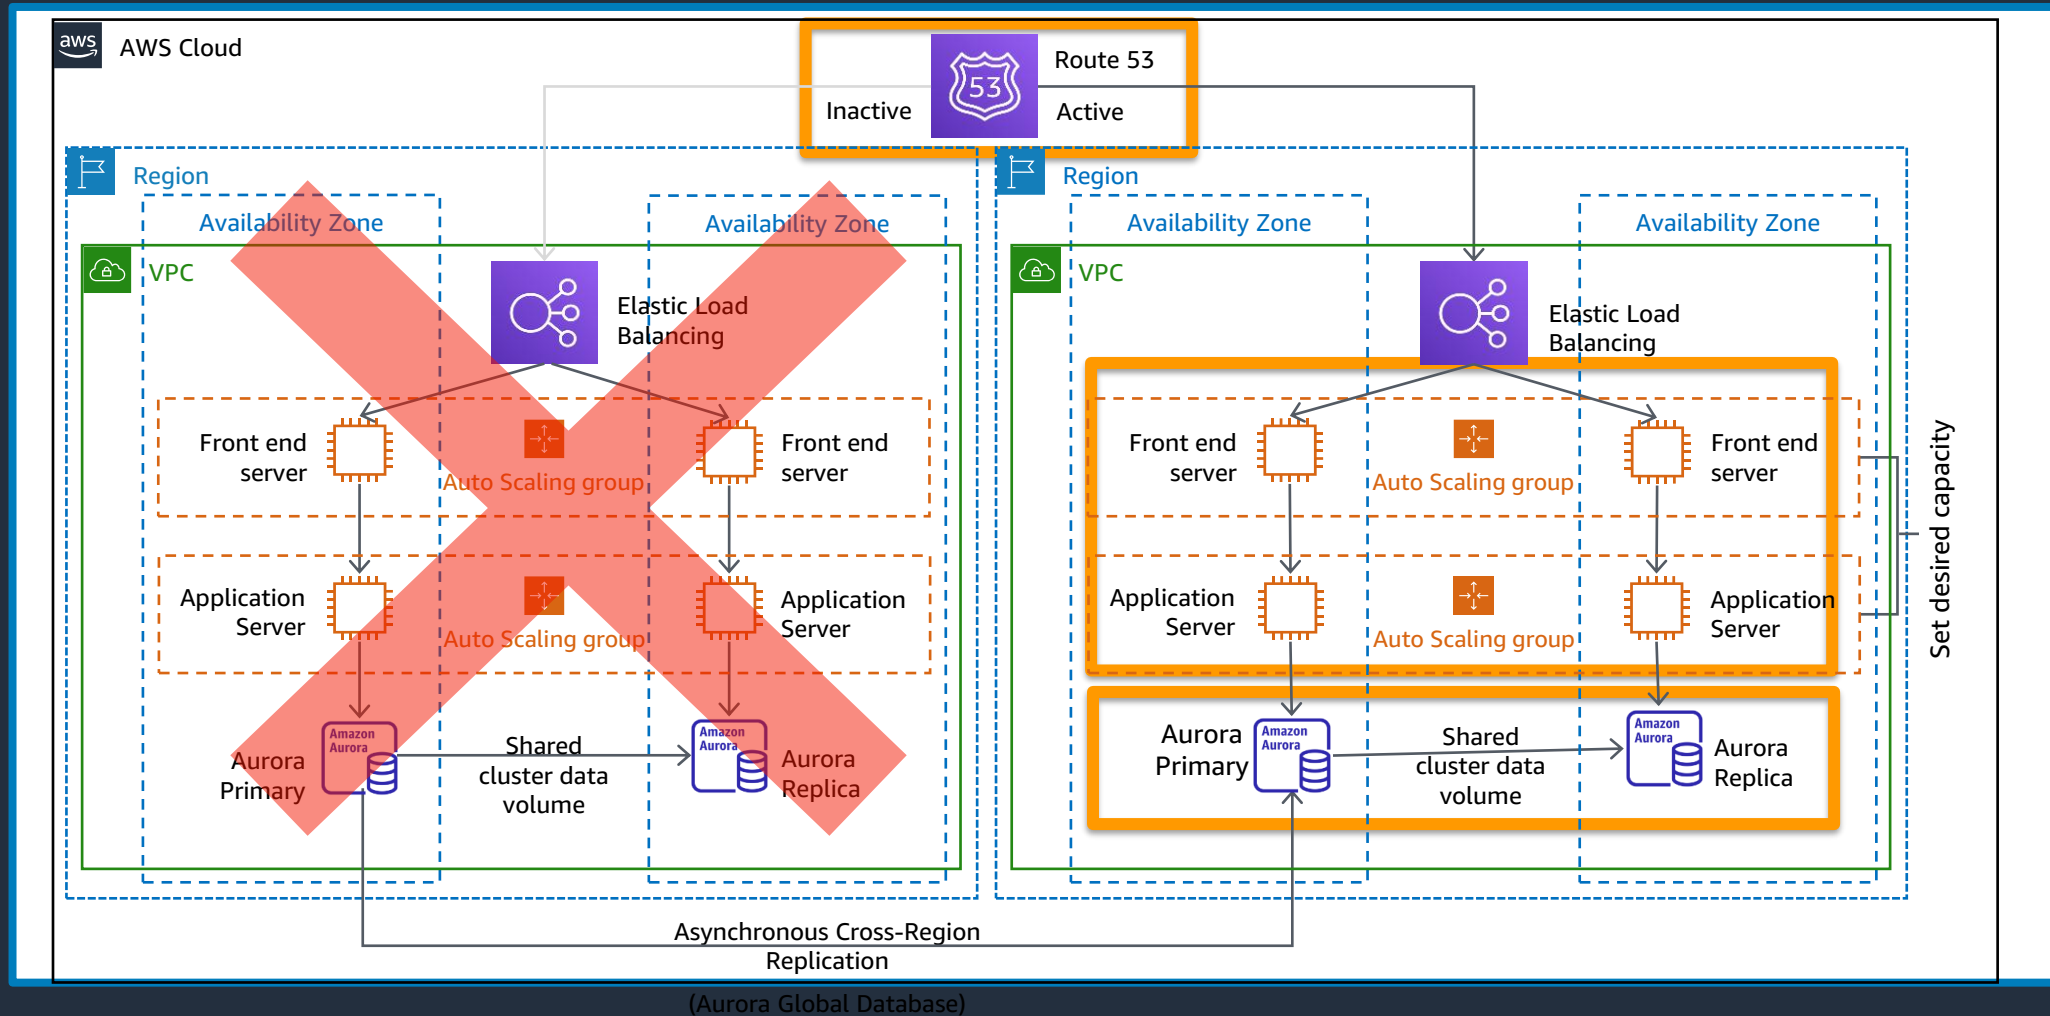 aws
AWS Cloud
Route 53
53
Inactive
Active
Region
Availability Zone
Availability Zone
VPC
Elastic Load
Balancing
Front end
server
Auto Scaling group
Front end
server
Application
Server
Auto Scaling group
Application
Server
Amazon
Aurora
Aurora
Primary
Shared
cluster data
volume
Amazon
Aurora
Aurora
Replica
Region
Availability Zone
Availability Zone
VPC
Elastic Load
Balancing
Front end
server
Auto Scaling group
Front end
server
Application
Server
Auto Scaling group
Application
Server
Set desired capacity
Aurora
Primary
Amazon
Aurora
Shared
cluster data
volume
Amazon
Aurora
Aurora
Replica
Asynchronous Cross-Region
Replication
(Aurora Global Database)